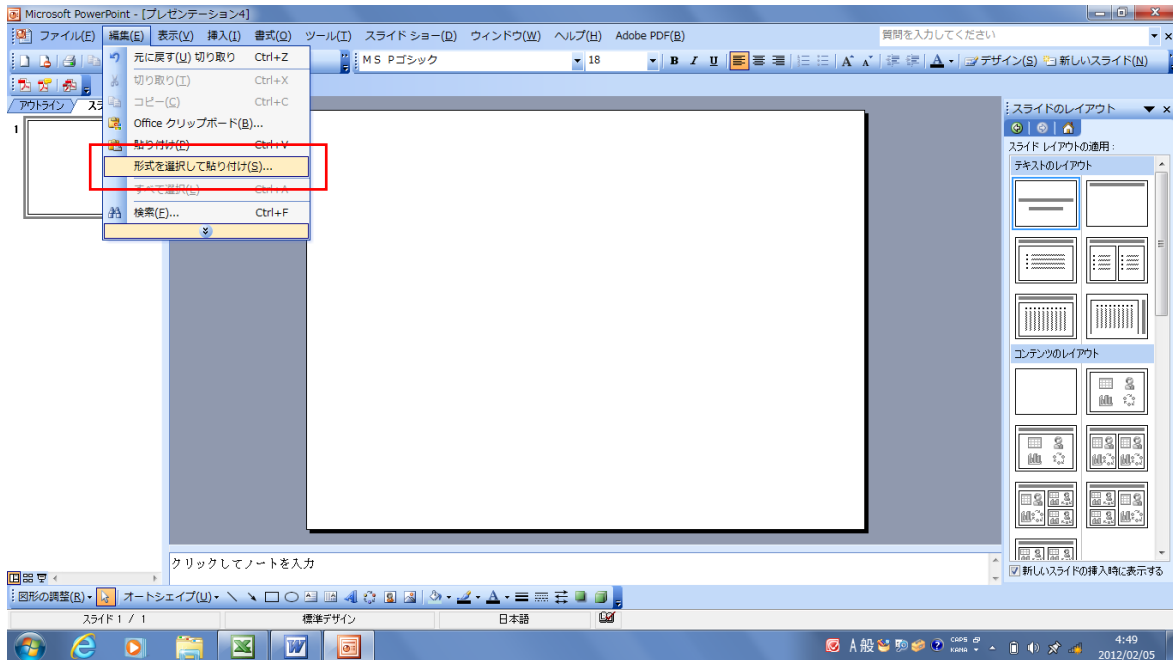 Microsoft PowerPoint - [プレゼンテーション4]
ファイル(F) 編集(E) 表示(V) 挿入(I) 書式(O) ツール(T) スライド ショー(D) ウィンドウ(W) ヘルプ(H) Adobe PDF(B) 質問を入力してください
元に戻す(U) 切り取り Ctrl+Z
MS Pゴシック 18 B I U デザイン(S) 新しいスライド(N)
切り取り(T) Ctrl+X
コピー(C) Ctrl+C
Office クリップボード(B)...
貼り付け(P) Ctrl+V
形式を選択して貼り付け(S)...
すべて選択(L) Ctrl+A
検索(F)... Ctrl+F
アウトライン
1
スライドのレイアウト
スライド レイアウトの適用:
テキストのレイアウト
コンテンツのレイアウト
新しいスライドの挿入時に表示する
クリックしてノートを入力
図形の調整(R) オートシェイプ(U)
スライド 1 / 1 標準デザイン 日本語
A 般 CAPS KANA 4:49
2012/02/05